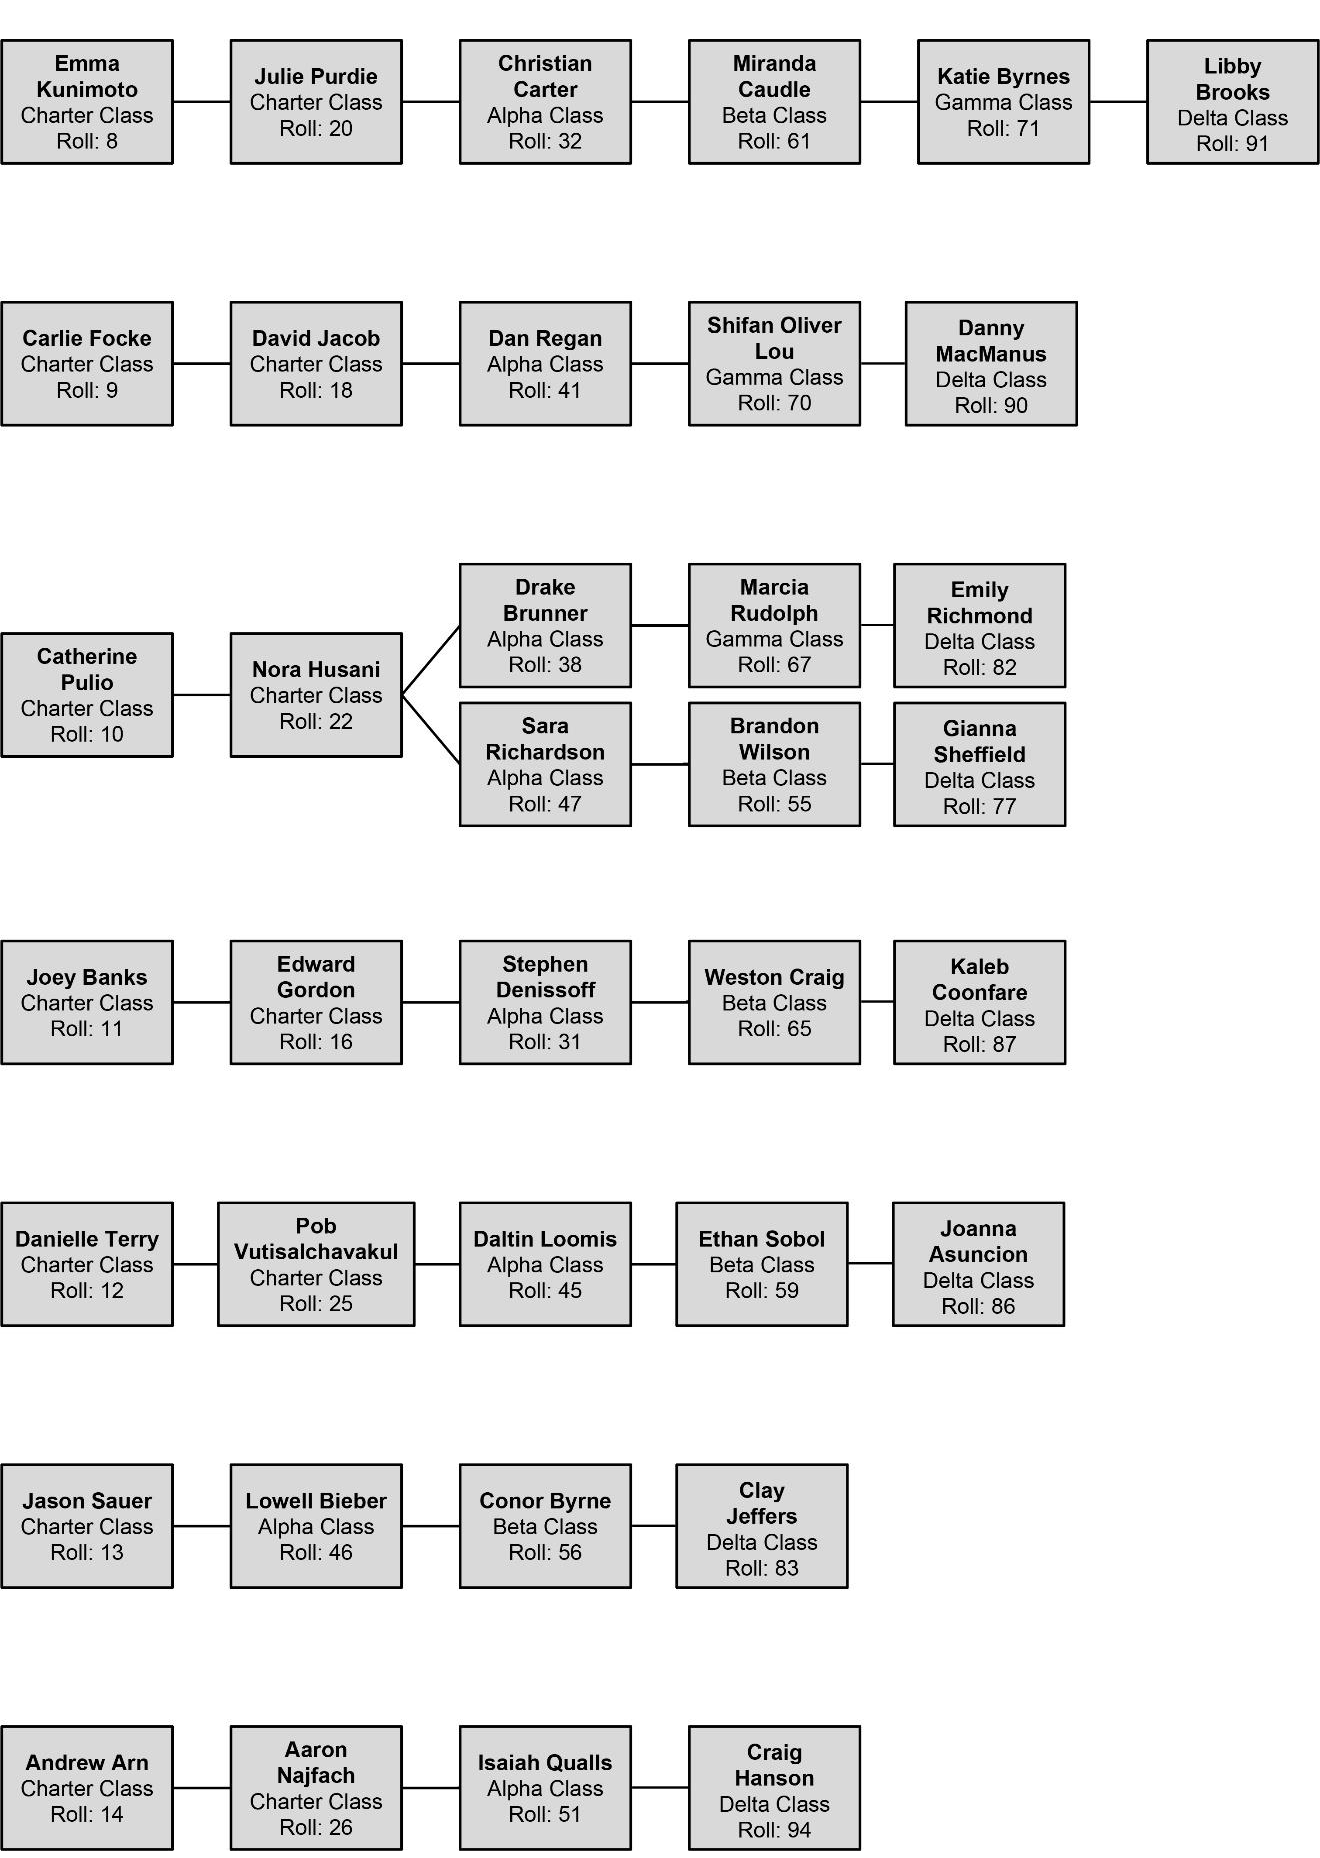 Emma
Kunimoto
Charter Class
Roll: 8
Julie Purdie
Charter Class
Roll: 20
Christian
Carter
Alpha Class
Roll: 32
Miranda
Caudle
Beta Class
Roll: 61
Katie Byrnes
Gamma Class
Roll: 71
Libby
Brooks
Delta Class
Roll: 91
Carlie Focke
Charter Class
Roll: 9
David Jacob
Charter Class
Roll: 18
Dan Regan
Alpha Class
Roll: 41
Shifan Oliver
Lou
Gamma Class
Roll: 70
Danny
MacManus
Delta Class
Roll: 90
Catherine
Pulio
Charter Class
Roll: 10
Nora Husani
Charter Class
Roll: 22
Drake
Brunner
Alpha Class
Roll: 38
Marcia
Rudolph
Gamma Class
Roll: 67
Emily
Richmond
Delta Class
Roll: 82
Sara
Richardson
Alpha Class
Roll: 47
Brandon
Wilson
Beta Class
Roll: 55
Gianna
Sheffield
Delta Class
Roll: 77
Joey Banks
Charter Class
Roll: 11
Edward
Gordon
Charter Class
Roll: 16
Stephen
Denissoff
Alpha Class
Roll: 31
Weston Craig
Beta Class
Roll: 65
Kaleb
Coonfare
Delta Class
Roll: 87
Danielle Terry
Charter Class
Roll: 12
Pob
Vutisalchavakul
Charter Class
Roll: 25
Daltin Loomis
Alpha Class
Roll: 45
Ethan Sobol
Beta Class
Roll: 59
Joanna
Asuncion
Delta Class
Roll: 86
Jason Sauer
Charter Class
Roll: 13
Lowell Bieber
Alpha Class
Roll: 46
Conor Byrne
Beta Class
Roll: 56
Clay
Jeffers
Delta Class
Roll: 83
Andrew Arn
Charter Class
Roll: 14
Aaron
Najfach
Charter Class
Roll: 26
Isaiah Qualls
Alpha Class
Roll: 51
Craig
Hanson
Delta Class
Roll: 94